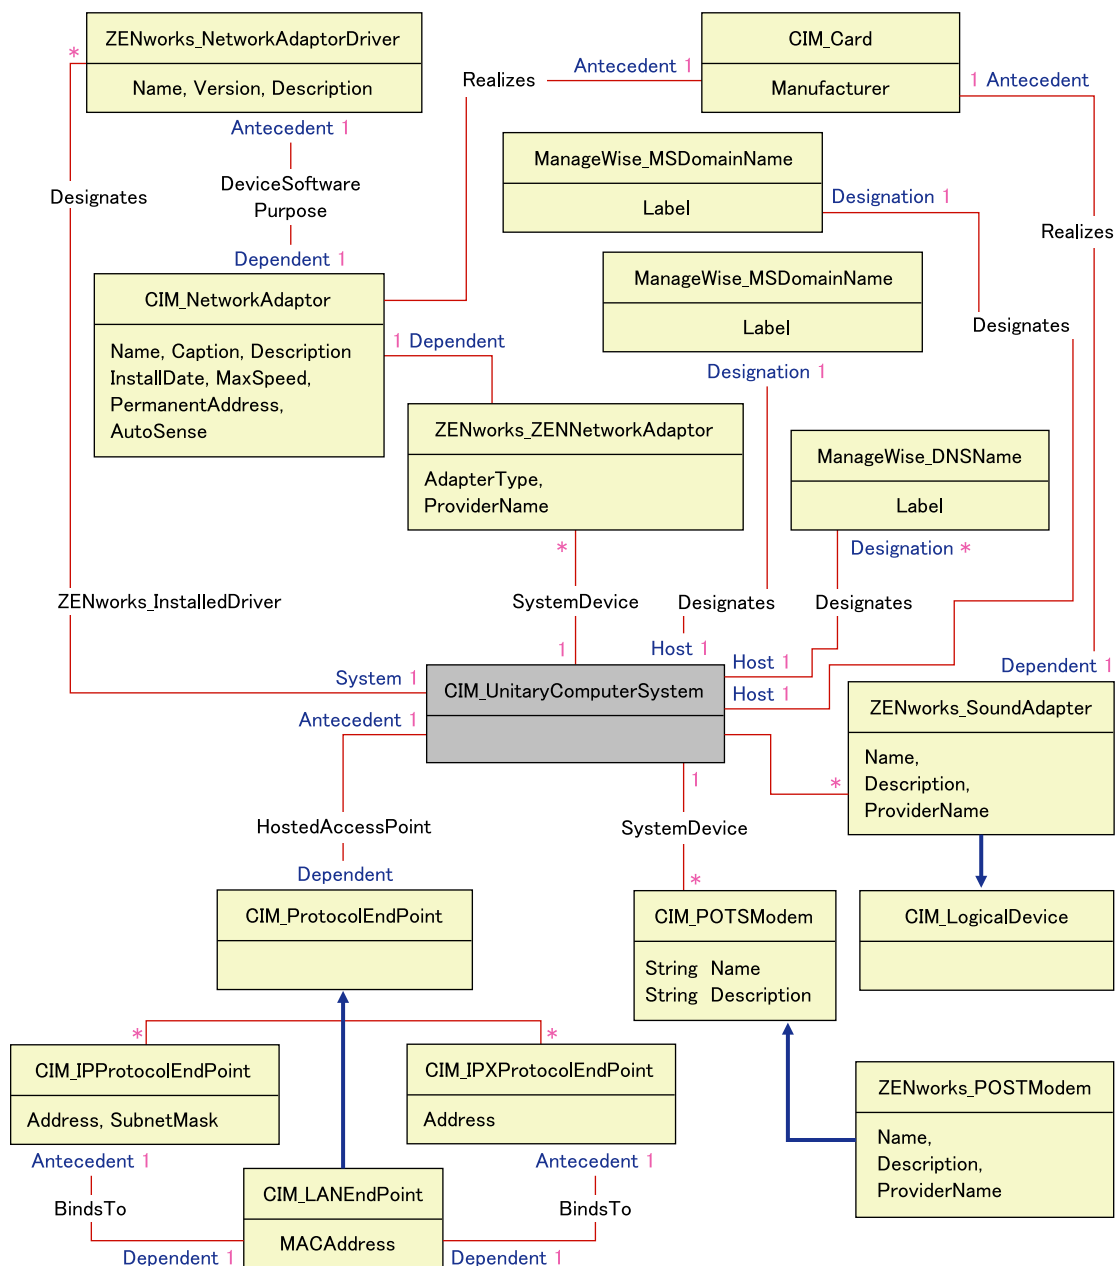 ZENworks_NetworkAdaptorDriver
*
Name, Version, Description
CIM_Card
Manufacturer
Antecedent 1
1 Antecedent
Realizes
Antecedent 1
Designates
DeviceSoftware
Purpose
Dependent 1
ManageWise_MSDomainName
Label
Designation 1
Realizes
CIM_NetworkAdaptor
Name, Caption, Description
InstallDate, MaxSpeed,
PermanentAddress,
AutoSense
1 Dependent
ManageWise_MSDomainName
Label
Designation 1
Designates
ZENworks_ZENNetworkAdaptor
AdapterType,
ProviderName
*
ManageWise_DNSName
Label
Designation *
ZENworks_InstalledDriver
SystemDevice
1
Designates
Host 1
Designates
Host 1
Host 1
Dependent 1
System 1
Antecedent 1
CIM_UnitaryComputerSystem
1
*
ZENworks_SoundAdapter
Name,
Description,
ProviderName
HostedAccessPoint
Dependent
SystemDevice
*
CIM_ProtocolEndPoint
CIM_POTSModem
String Name
String Description
CIM_LogicalDevice
*
*
CIM_IPProtocolEndPoint
Address, SubnetMask
CIM_IPXProtocolEndPoint
Address
ZENworks_POSTModem
Name,
Description,
ProviderName
Antecedent 1
Antecedent 1
BindsTo
BindsTo
CIM_LANEndPoint
MACAddress
Dependent 1
Dependent 1